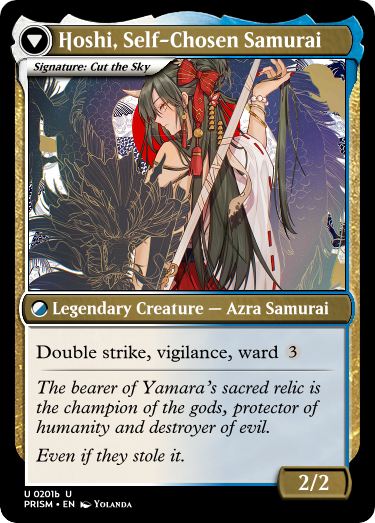 Hoshi, Self-Chosen Samurai
Signature: Cut the Sky
Legendary Creature — Azra Samurai
Double strike, vigilance, ward 3
The bearer of Yamara's sacred relic is
the champion of the gods, protector of
humanity and destroyer of evil.
Even if they stole it.
2/2
U 0201b U
PRISM • EN Yolanda